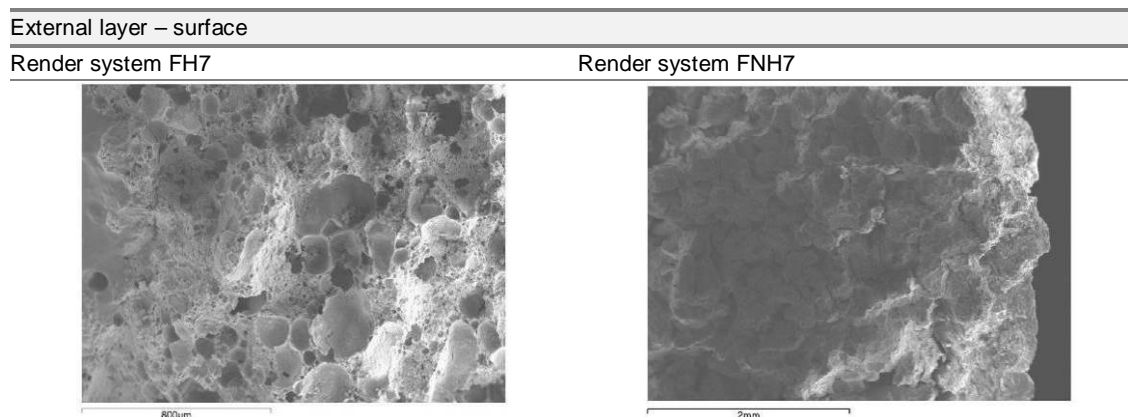 External layer – surface
Render system FH7 Render system FNH7
800µm 2mm